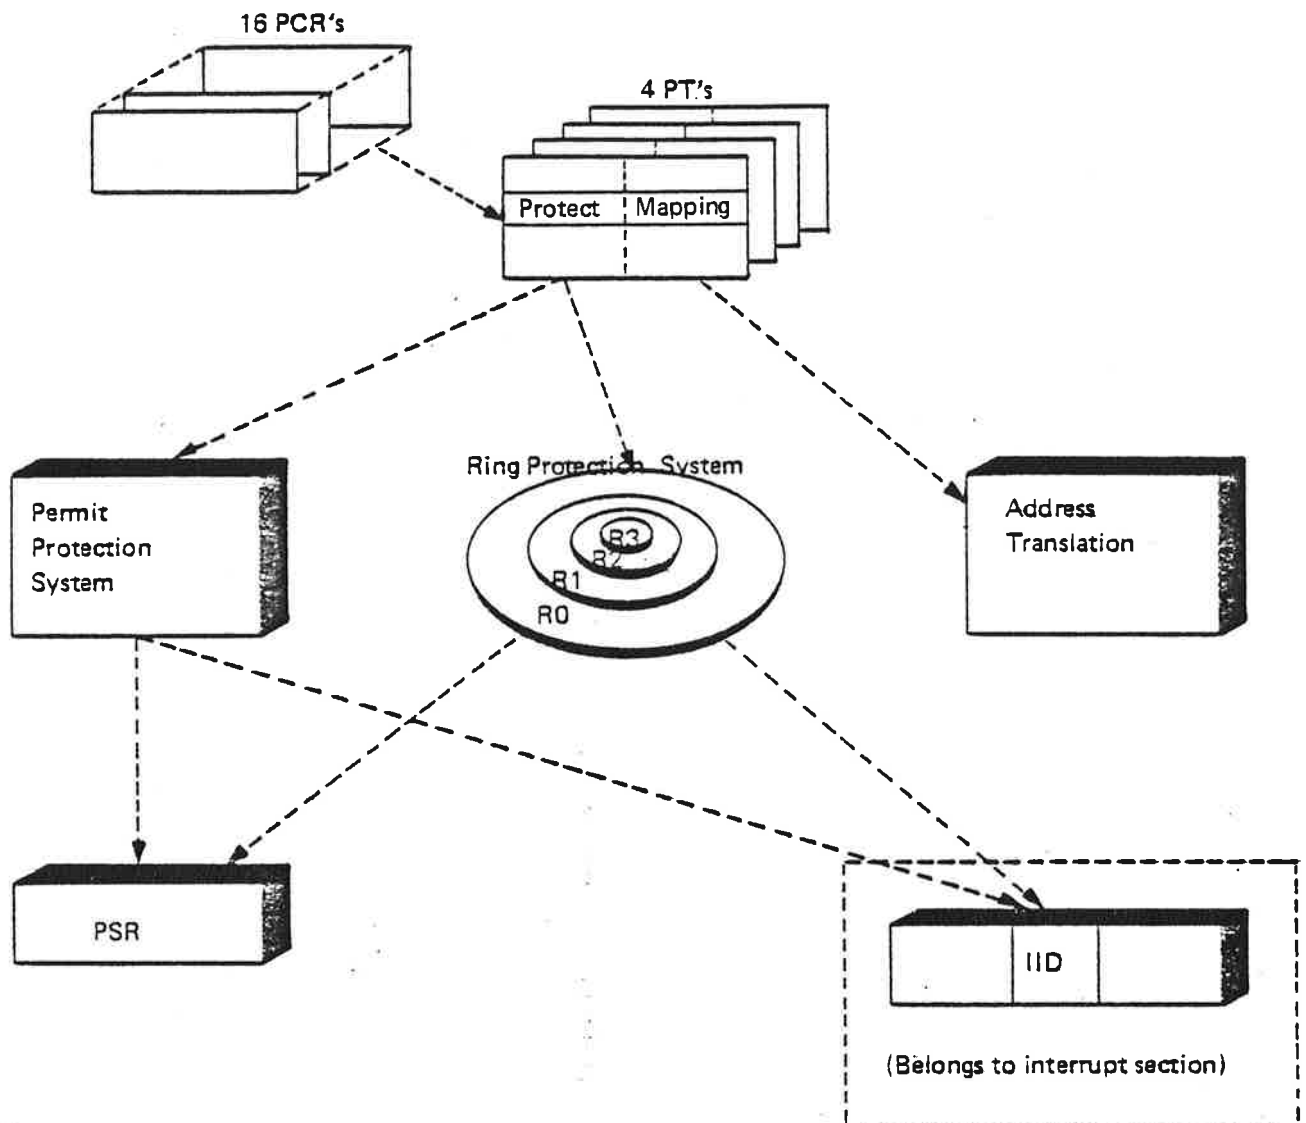 16 PCR's
4 PT's
Protect
Mapping
Ring Protection System
Permit
Protection
System
Address
Translation
R3
R2
R1
R0
PSR
IID
(Belongs to interrupt section)